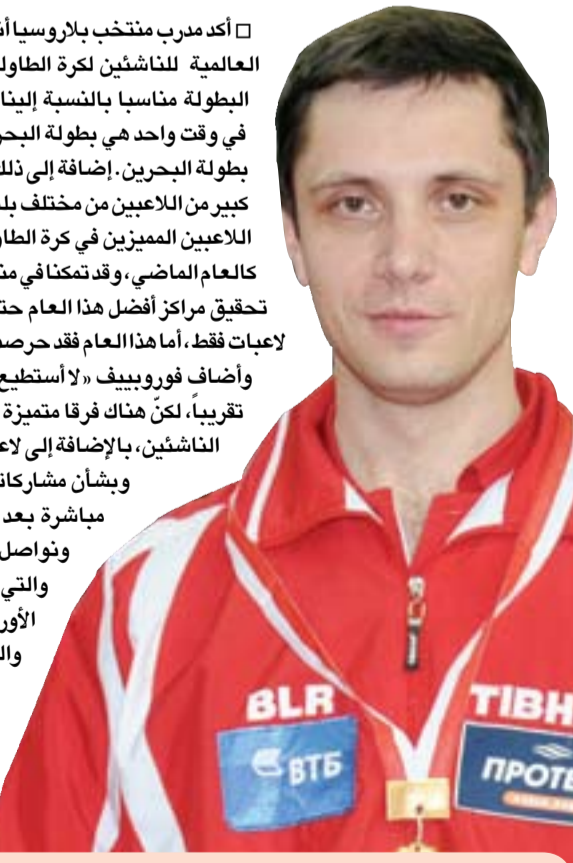 □ أكد مدرب منتخب بلاروسيا أن
العالمية للناشئين لكرة الطاول
البطولة مناسبا بالنسبة إلينا
في وقت واحد هي بطولة البحر
بطولة البحرين. إضافة إلى ذلك
كبير من اللاعبين من مختلف بل
اللاعبين المميزين في كرة الطا
كالعام الماضي، وقد تمكنا في من
تحقيق مراكز أفضل هذا العام حت
لاعبات فقط، أما هذا العام فقد حرص
وأضاف فوروبييف «لا أستطيع
تقريباً، لكنّ هناك فرقا متميزة
الناشئين، بالإضافة إلى لاع
وبشأن مشاركات
مباشرة بعد
ونواصل
والتي
الأور
وال
BLR
TIBH
ВТБ
ПРОТЕ